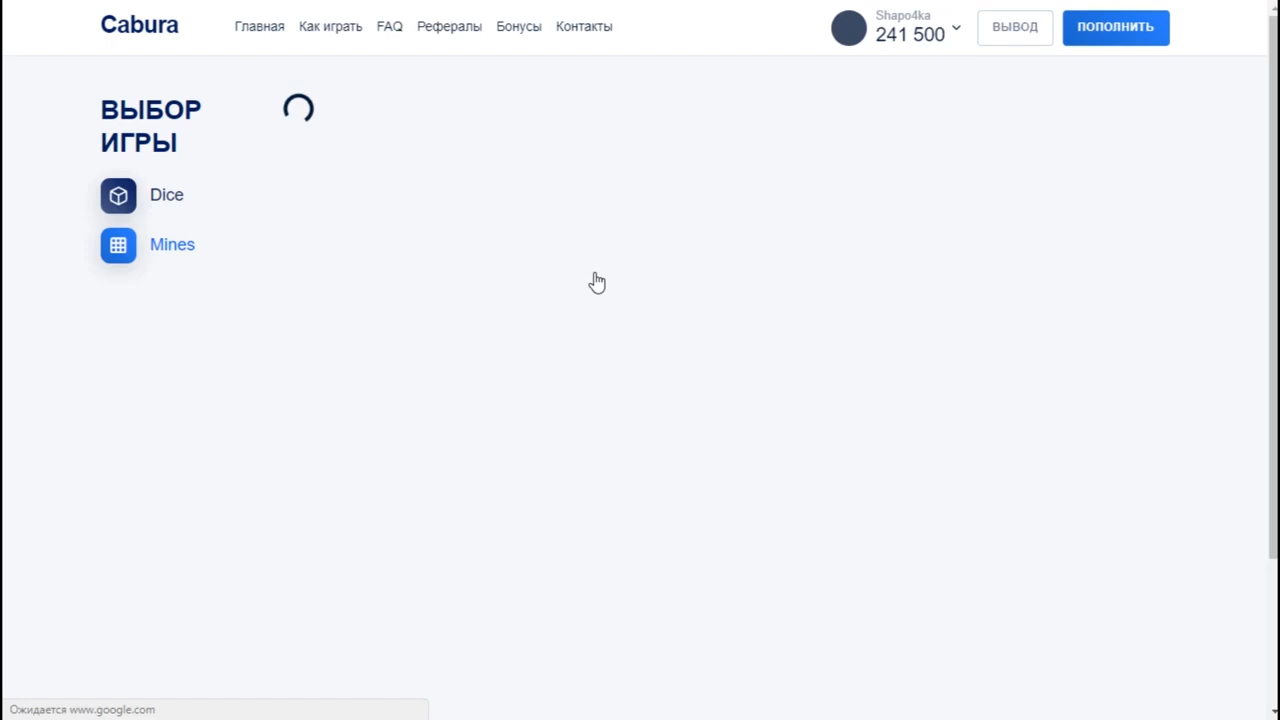 Cabura
Главная Как играть FAQ Рефералы Бонусы Контакты
Shapo4ka
241 500
ВЫВОД
ПОПОЛНИТЬ
ВЫБОР
ИГРЫ
Dice
Mines
Ожидается www.google.com